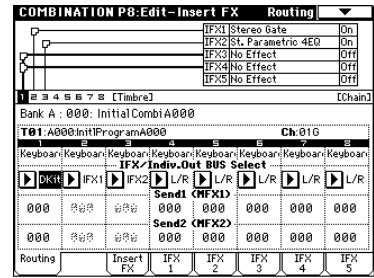 COMBINATION P8:Edit-Insert FX Routing
IFX1 Stereo Gate On
IFX2 St. Parametric 4EQ On
IFX3 No Effect Off
IFX4 No Effect Off
IFX5 No Effect Off
1 2 3 4 5 6 7 8 [Timbre] [Chain]
Bank A : 000: InitialCombiA000
T01:A000:InitlProgramA000 Ch:01G
1 2 3 4 5 6 7 8
Keyboar Keyboar Keyboar Keyboar Keyboar Keyboar Keyboar Keyboar
IFX/Indiv.Out BUS Select
DKit IFX1 IFX2 L/R L/R L/R L/R L/R
Send1 (MFX1)
000 000 000 000 000 000
Send2 (MFX2)
000 000 000 000 000 000
Routing Insert FX IFX 1 IFX 2 IFX 3 IFX 4 IFX 5